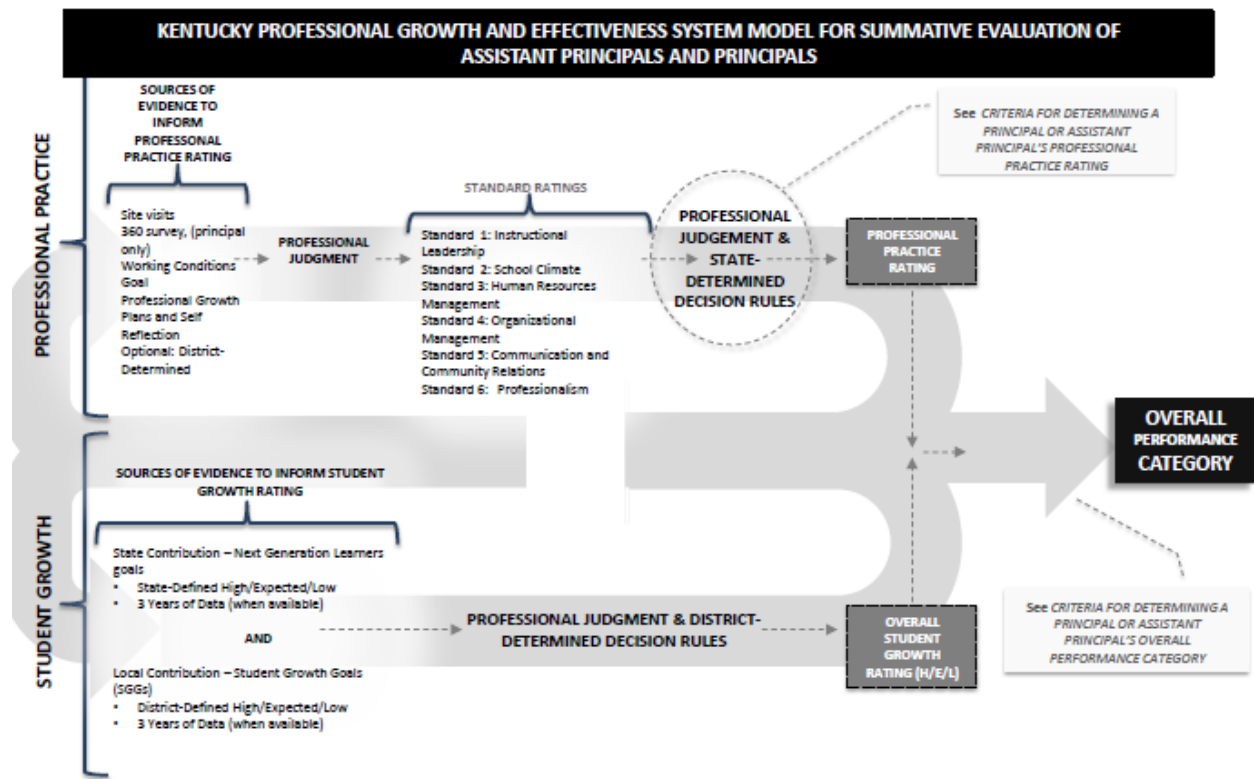 KENTUCKY PROFESSIONAL GROWTH AND EFFECTIVENESS SYSTEM MODEL FOR SUMMATIVE EVALUATION OF
ASSISTANT PRINCIPALS AND PRINCIPALS
PROFESSIONAL PRACTICE
SOURCES OF
EVIDENCE TO
INFORM
PROFESSIONAL
PRACTICE RATING
Site visits
360 survey, (principal
only)
Working Conditions
Goal
Professional Growth
Plans and Self
Reflection
Optional: District-
Determined
PROFESSIONAL
JUDGMENT
STANDARD RATINGS
Standard 1: Instructional
Leadership
Standard 2: School Climate
Standard 3: Human Resources
Management
Standard 4: Organizational
Management
Standard 5: Communication and
Community Relations
Standard 6: Professionalism
PROFESSIONAL
JUDGEMENT &
STATE-
DETERMINED
DECISION RULES
See CRITERIA FOR DETERMINING A
PRINCIPAL OR ASSISTANT
PRINCIPAL'S PROFESSIONAL
PRACTICE RATING
PROFESSIONAL
PRACTICE
RATING
STUDENT GROWTH
SOURCES OF EVIDENCE TO INFORM STUDENT
GROWTH RATING
State Contribution – Next Generation Learners
goals
▪ State-Defined High/Expected/Low
▪ 3 Years of Data (when available)
AND
Local Contribution – Student Growth Goals
(SGGs)
▪ District-Defined High/Expected/Low
▪ 3 Years of Data (when available)
PROFESSIONAL JUDGMENT & DISTRICT-
DETERMINED DECISION RULES
OVERALL
STUDENT
GROWTH
RATING (H/E/L)
OVERALL
PERFORMANCE
CATEGORY
See CRITERIA FOR DETERMINING A
PRINCIPAL OR ASSISTANT
PRINCIPAL'S OVERALL
PERFORMANCE CATEGORY